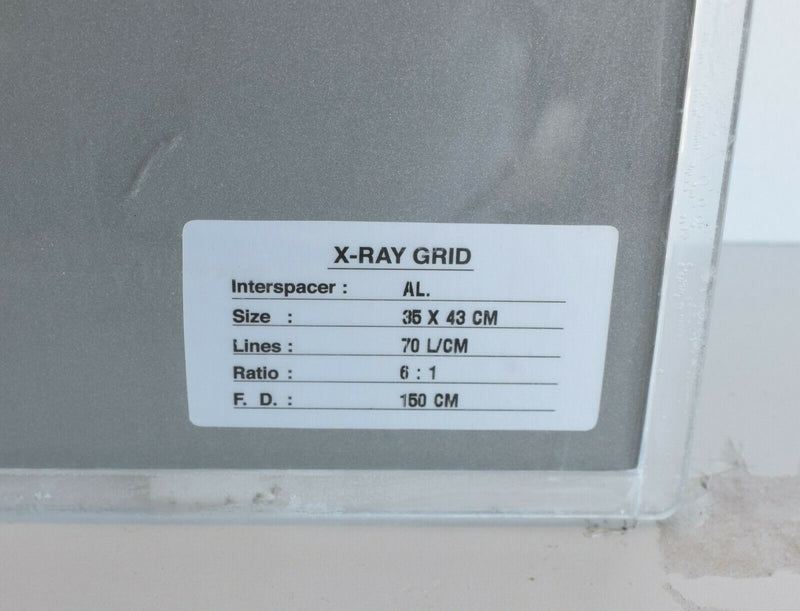 X-RAY GRID
Interspacer : AL.
Size : 35 X 43 CM
Lines : 70 L/CM
Ratio : 6 : 1
F. D. : 150 CM